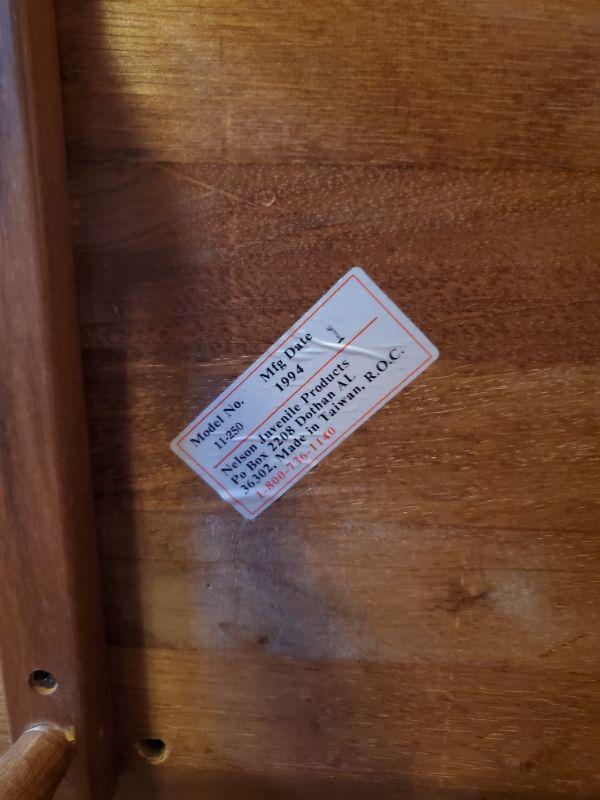 Model No. Mfg Date
11-250 1994 1
Nelson Juvenile Products
Po Box 2208 Dothan AL
36302, Made in Taiwan, R.O.C.
1-800-736-1140